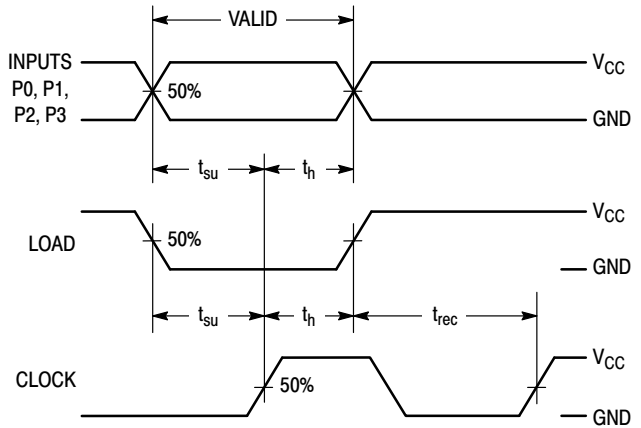 VALID
INPUTS
P0, P1,
P2, P3
50%
VCC
GND
tsu
th
LOAD
50%
VCC
GND
tsu
th
trec
CLOCK
50%
VCC
GND